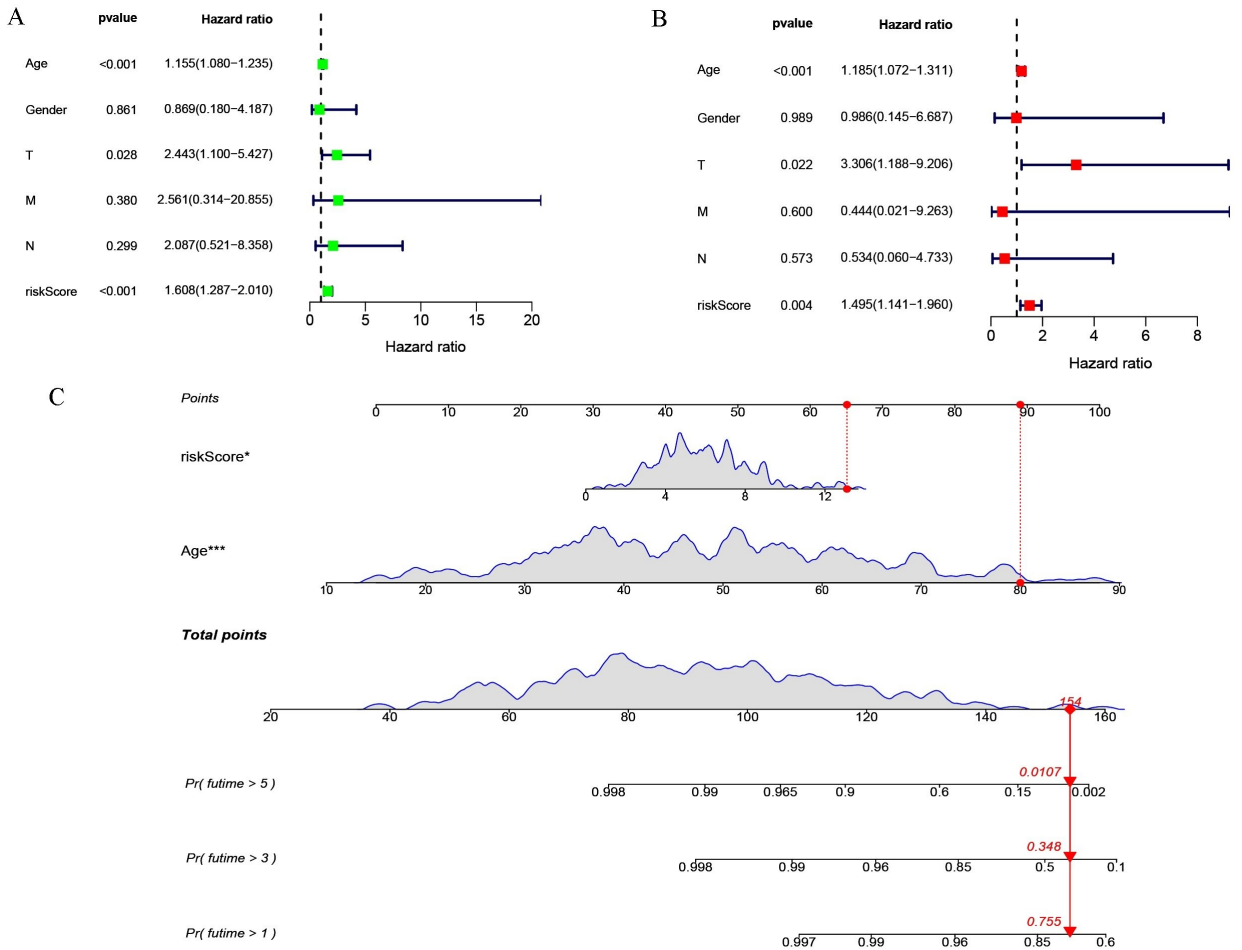 A
pvalue Hazard ratio
Age <0.001 1.155(1.080−1.235)
Gender 0.861 0.869(0.180−4.187)
T 0.028 2.443(1.100−5.427)
M 0.380 2.561(0.314−20.855)
N 0.299 2.087(0.521−8.358)
riskScore <0.001 1.608(1.287−2.010)
0 5 10 15 20
Hazard ratio
B
pvalue Hazard ratio
Age <0.001 1.185(1.072−1.311)
Gender 0.989 0.986(0.145−6.687)
T 0.022 3.306(1.188−9.206)
M 0.600 0.444(0.021−9.263)
N 0.573 0.534(0.060−4.733)
riskScore 0.004 1.495(1.141−1.960)
0 2 4 6 8
Hazard ratio
C
Points
0 10 20 30 40 50 60 70 80 90 100
riskScore*
0 4 8 12
Age***
10 20 30 40 50 60 70 80 90
Total points
154
20 40 60 80 100 120 140 160
0.0107
Pr( futime > 5 )
0.998 0.99 0.965 0.9 0.6 0.15 0.002
0.348
Pr( futime > 3 )
0.998 0.99 0.96 0.85 0.5 0.1
0.755
Pr( futime > 1 )
0.997 0.99 0.96 0.85 0.6